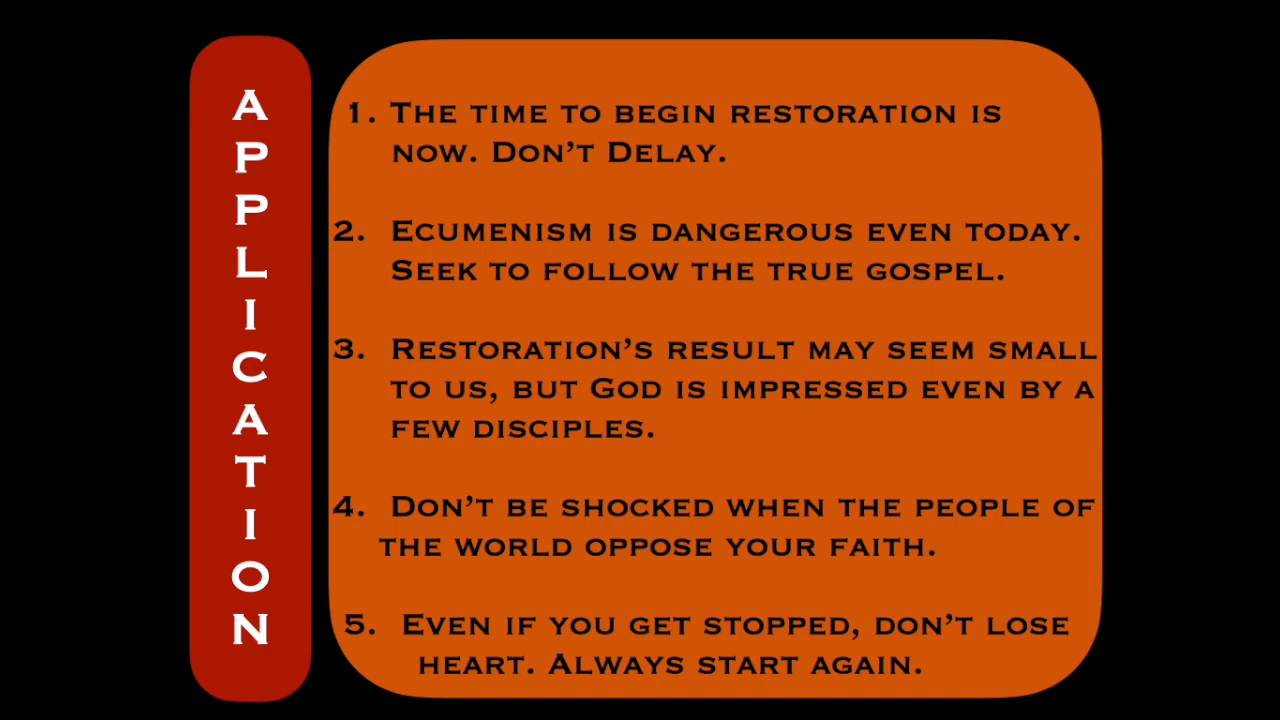 APPLICATION
1. The time to begin restoration is
now. Don't Delay.
2. Ecumenism is dangerous even today.
Seek to follow the true gospel.
3. Restoration's result may seem small
to us, but God is impressed even by a
few disciples.
4. Don't be shocked when the people of
the world oppose your faith.
5. Even if you get stopped, don't lose
heart. Always start again.